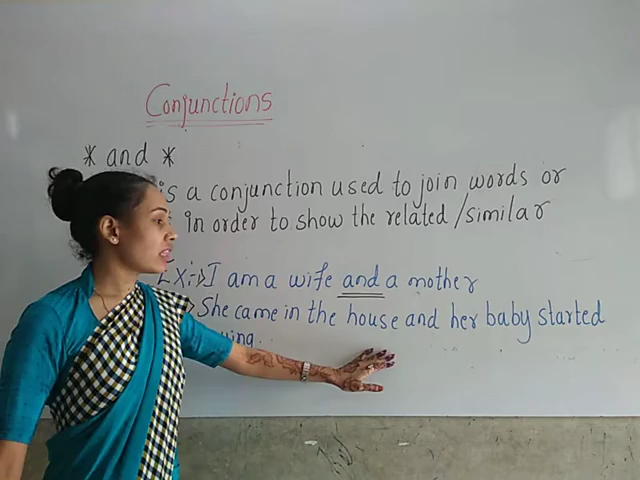 Conjunctions
* and *
is a conjunction used to join words or
in order to show the related/similar
Ex:-> I am a wife and a mother
She came in the house and her baby started